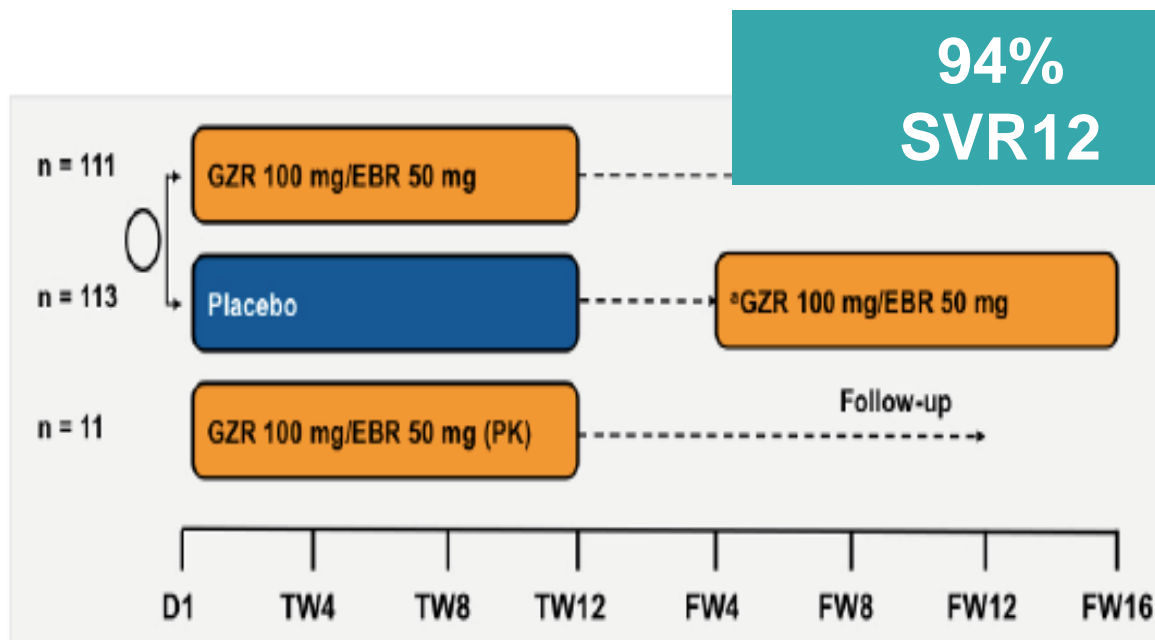 94%
SVR12
n = 111
GZR 100 mg/EBR 50 mg
n = 113
Placebo
ᵃGZR 100 mg/EBR 50 mg
n = 11
GZR 100 mg/EBR 50 mg (PK)
Follow-up
D1 TW4 TW8 TW12 FW4 FW8 FW12 FW16